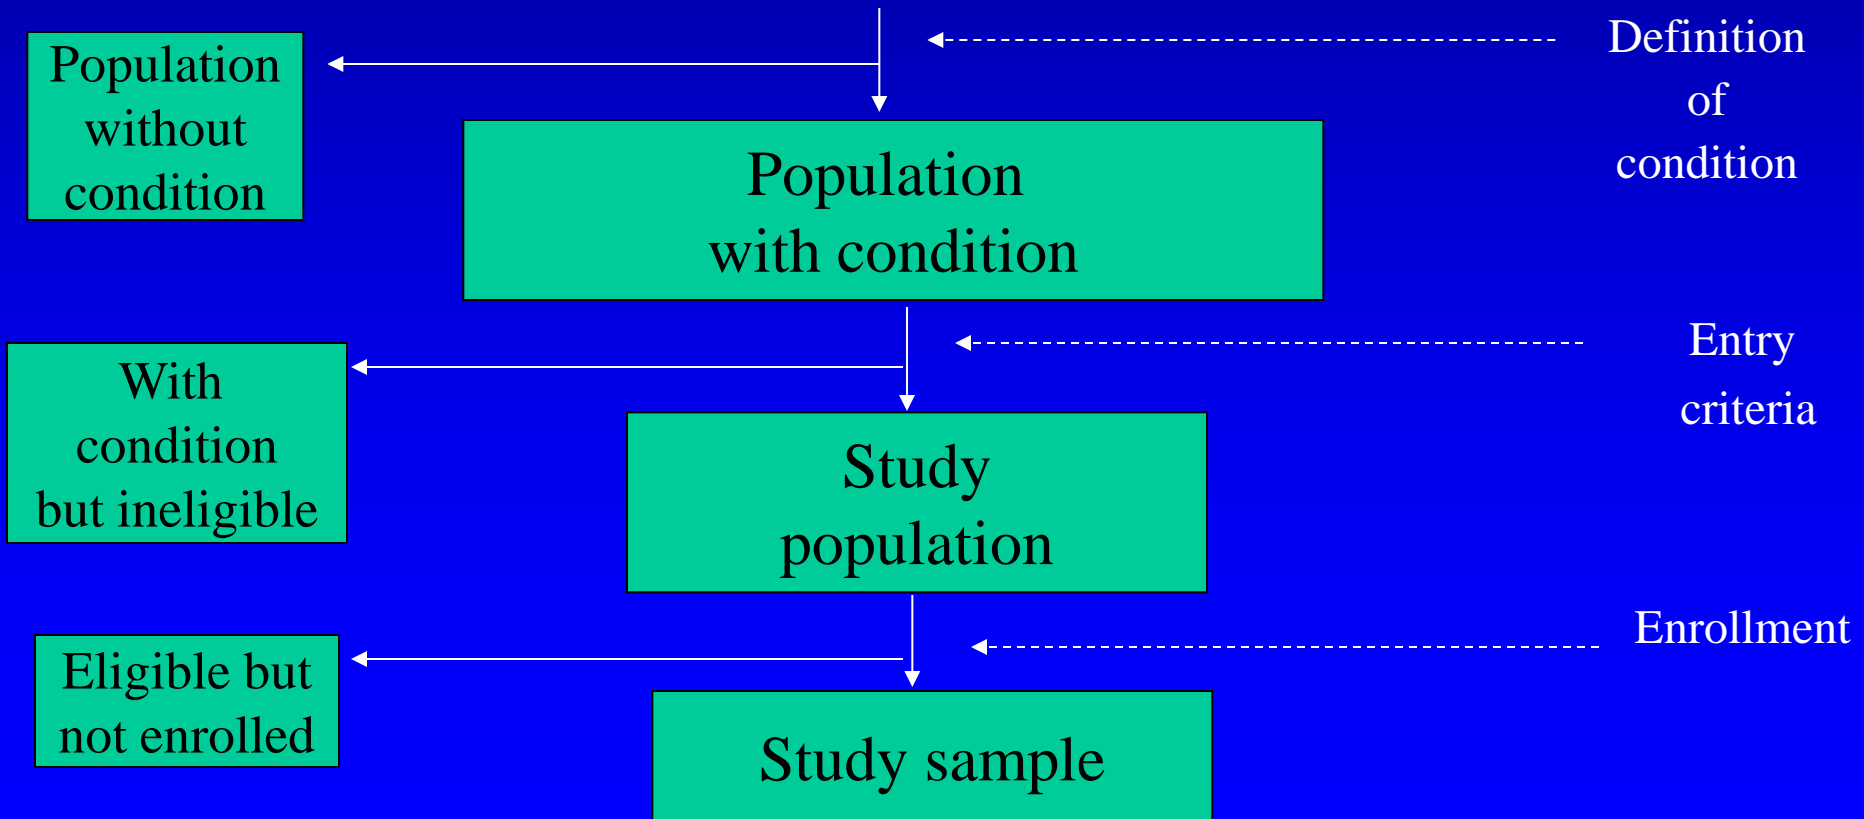 Population
without
condition
Definition
of
condition
Population
with condition
With
condition
but ineligible
Entry
criteria
Study
population
Eligible but
not enrolled
Enrollment
Study sample